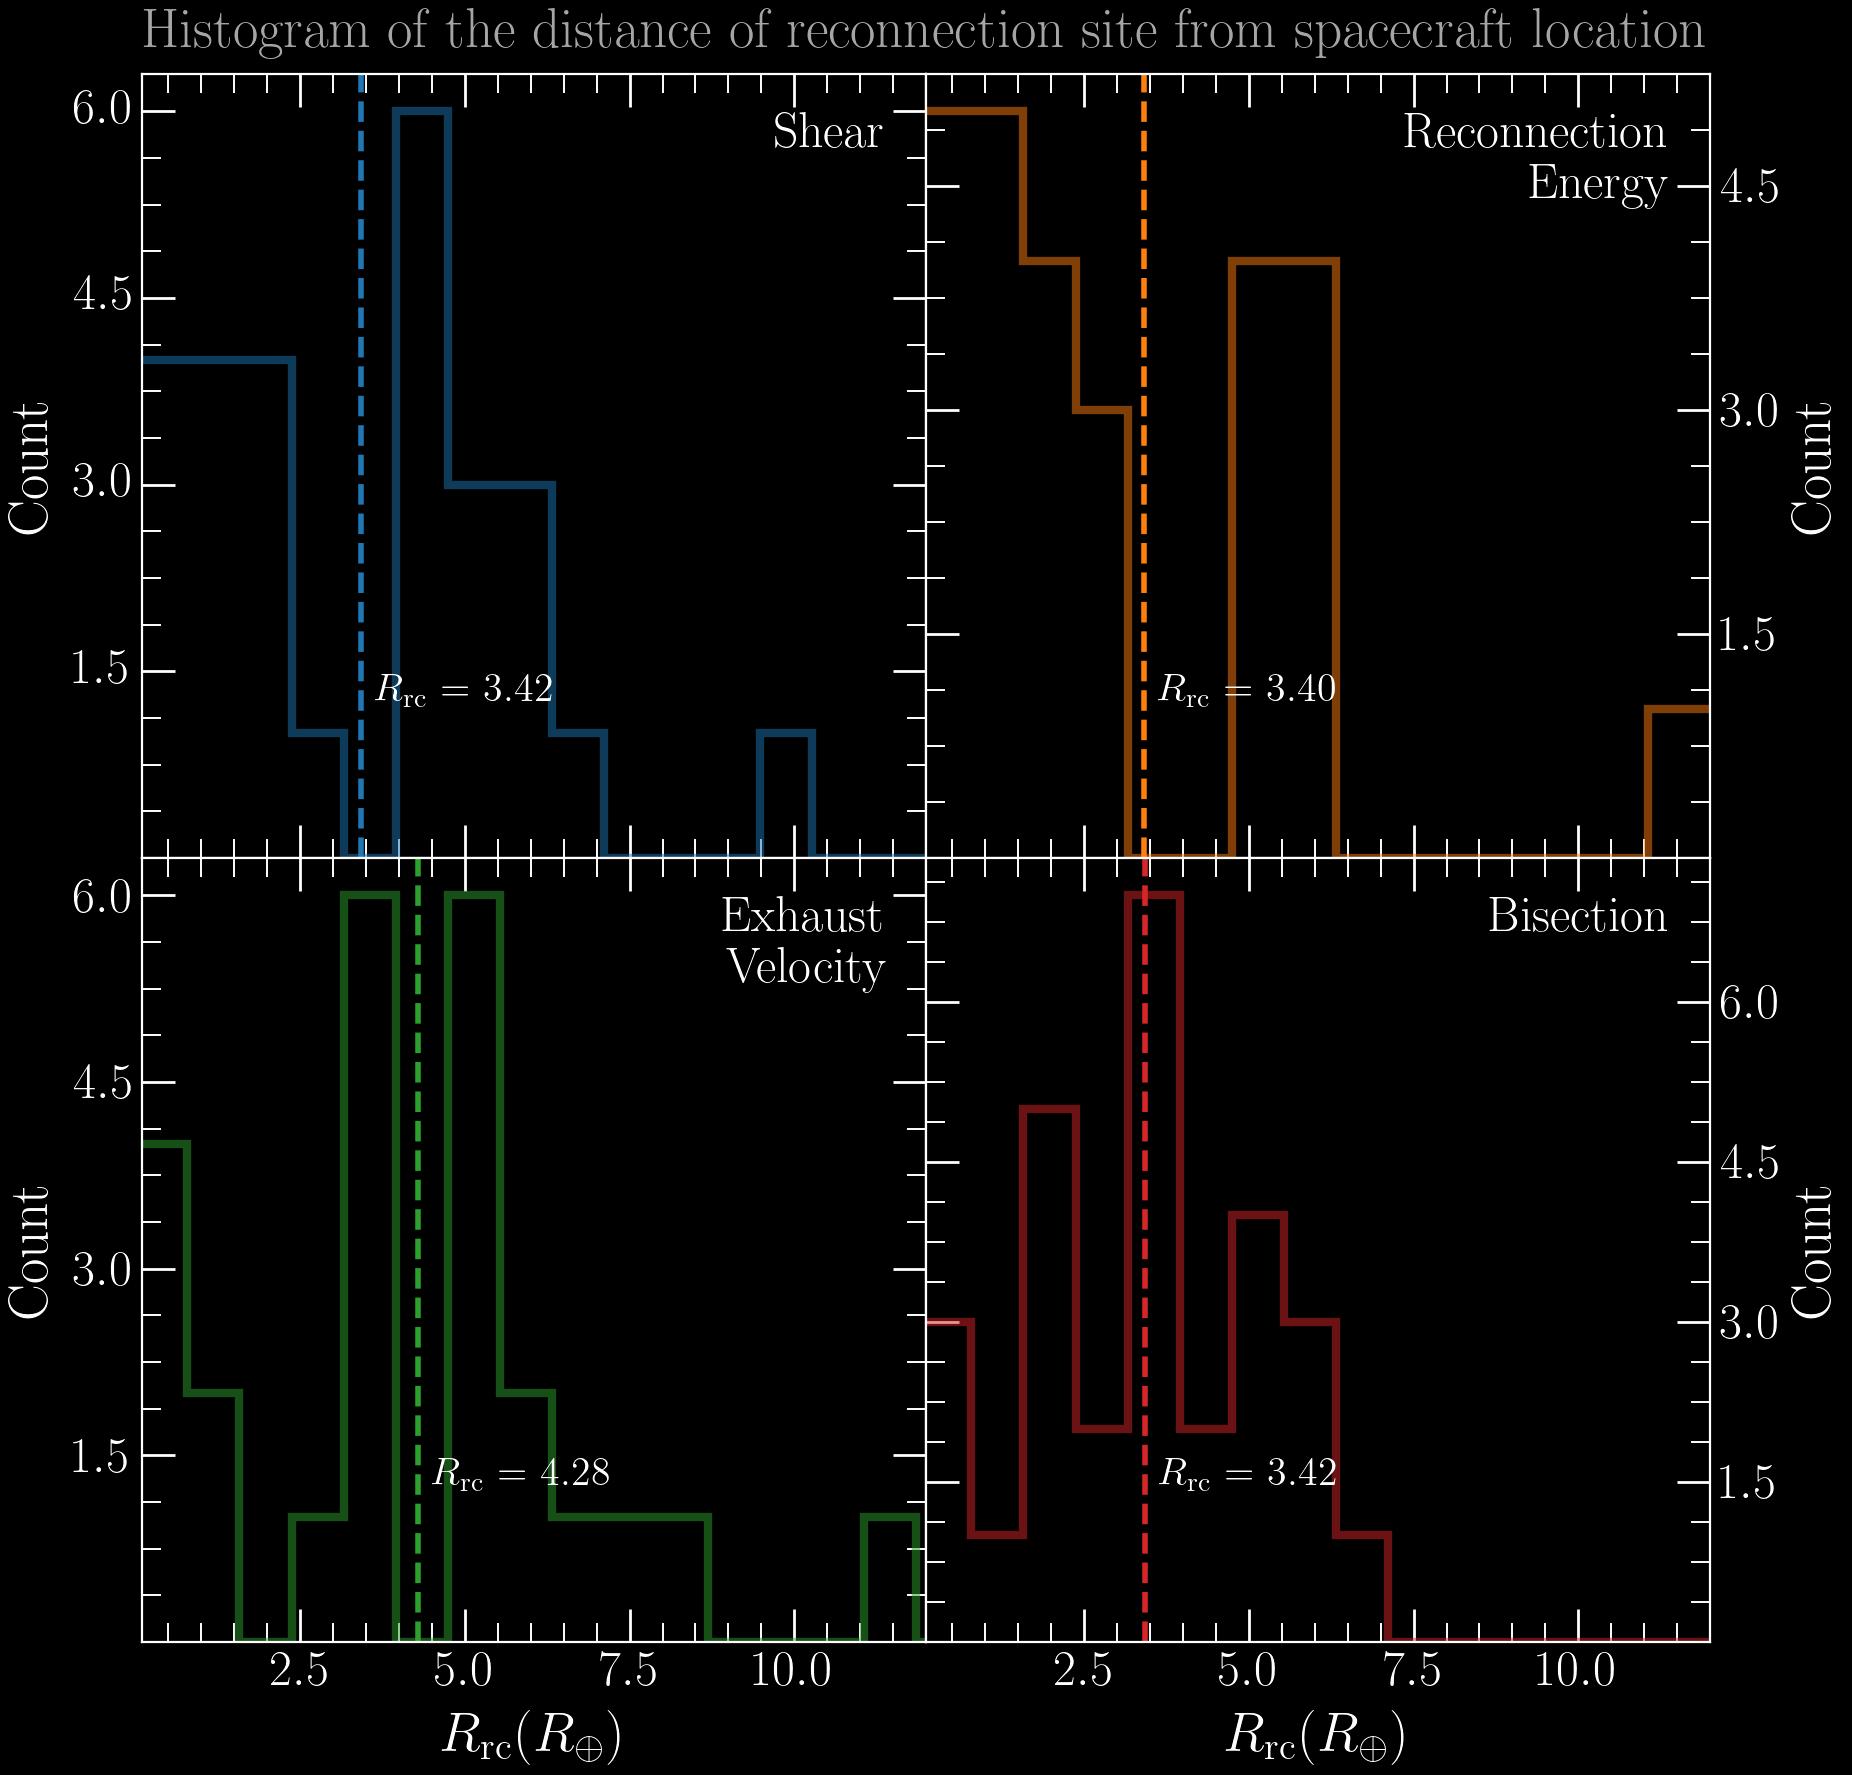 Histogram of the distance of reconnection site from spacecraft location
6.0
4.5
3.0
1.5
Count
Shear
R_rc = 3.42
Reconnection
Energy
R_rc = 3.40
4.5
3.0
1.5
Count
6.0
4.5
3.0
1.5
Count
Exhaust
Velocity
R_rc = 4.28
2.5 5.0 7.5 10.0
R_rc(R_⊕)
Bisection
R_rc = 3.42
6.0
4.5
3.0
1.5
Count
2.5 5.0 7.5 10.0
R_rc(R_⊕)